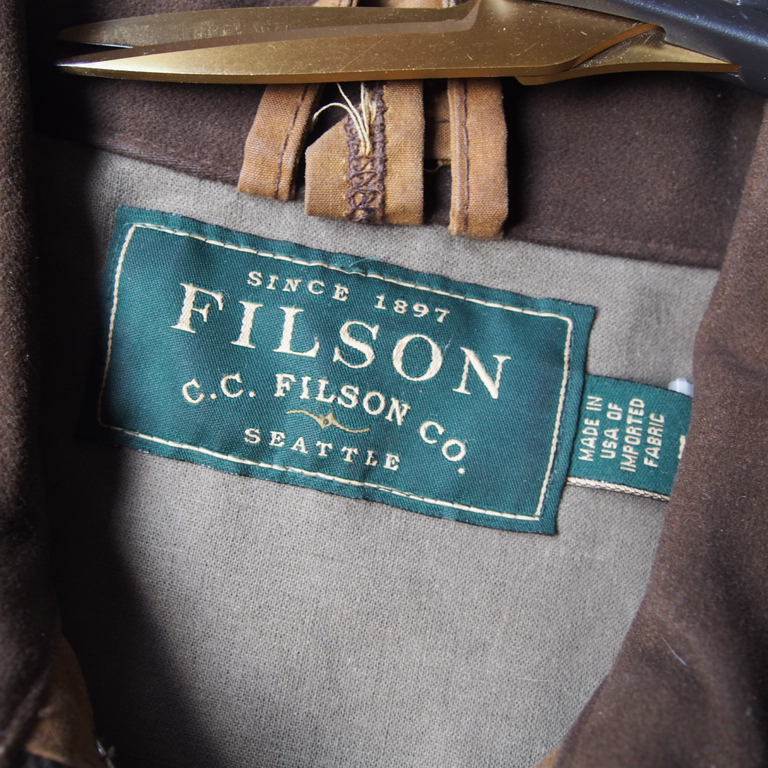 SINCE 1897
FILSON
C.C. FILSON CO.
SEATTLE
MADE IN
USA OF
IMPORTED
FABRIC